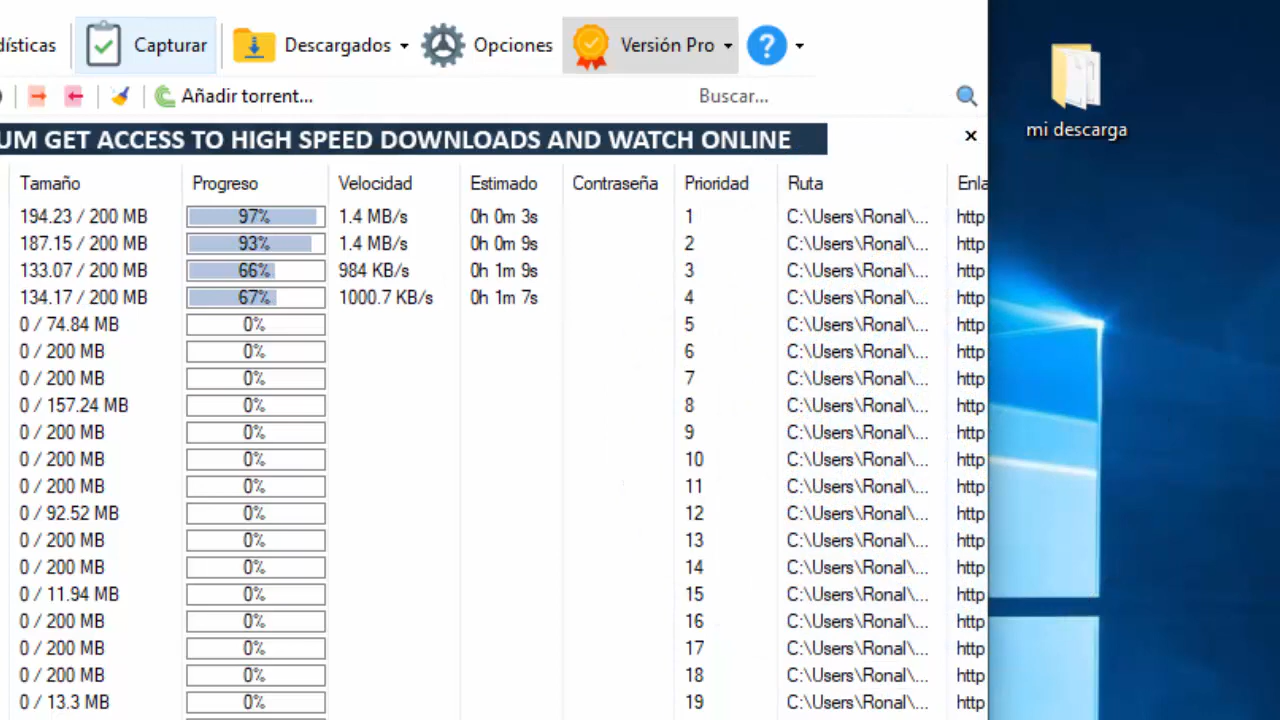 dísticas Capturar Descargados Opciones Versión Pro ?
Añadir torrent... Buscar...
mi descarga
UM GET ACCESS TO HIGH SPEED DOWNLOADS AND WATCH ONLINE
Tamaño Progreso Velocidad Estimado Contraseña Prioridad Ruta Enla
194.23 / 200 MB 97% 1.4 MB/s 0h 0m 3s 1 C:\Users\Ronal\... http
187.15 / 200 MB 93% 1.4 MB/s 0h 0m 9s 2 C:\Users\Ronal\... http
133.07 / 200 MB 66% 984 KB/s 0h 1m 9s 3 C:\Users\Ronal\... http
134.17 / 200 MB 67% 1000.7 KB/s 0h 1m 7s 4 C:\Users\Ronal\... http
0 / 74.84 MB 0% 5 C:\Users\Ronal\... http
0 / 200 MB 0% 6 C:\Users\Ronal\... http
0 / 200 MB 0% 7 C:\Users\Ronal\... http
0 / 157.24 MB 0% 8 C:\Users\Ronal\... http
0 / 200 MB 0% 9 C:\Users\Ronal\... http
0 / 200 MB 0% 10 C:\Users\Ronal\... http
0 / 200 MB 0% 11 C:\Users\Ronal\... http
0 / 92.52 MB 0% 12 C:\Users\Ronal\... http
0 / 200 MB 0% 13 C:\Users\Ronal\... http
0 / 200 MB 0% 14 C:\Users\Ronal\... http
0 / 11.94 MB 0% 15 C:\Users\Ronal\... http
0 / 200 MB 0% 16 C:\Users\Ronal\... http
0 / 200 MB 0% 17 C:\Users\Ronal\... http
0 / 200 MB 0% 18 C:\Users\Ronal\... http
0 / 13.3 MB 0% 19 C:\Users\Ronal\... http